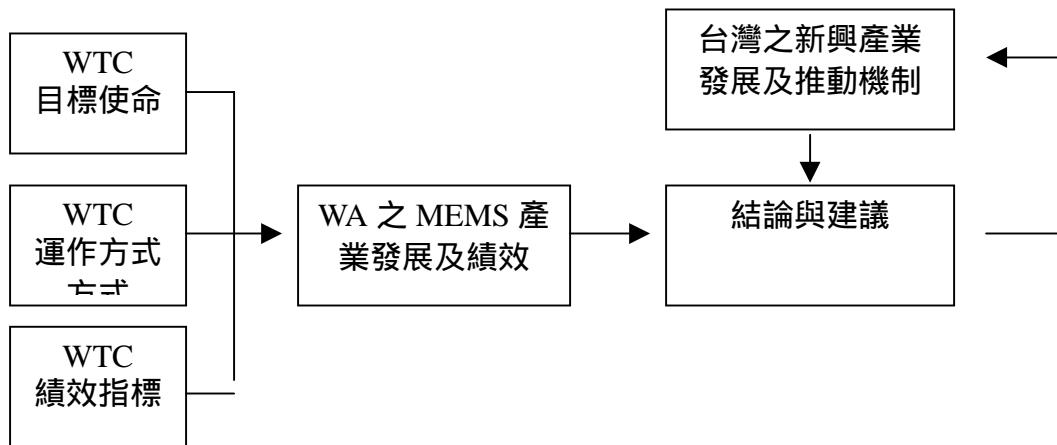 WTC
目標使命
WTC
運作方式
方式
WTC
績效指標
WA 之 MEMS 產
業發展及績效
台灣之新興產業
發展及推動機制
結論與建議